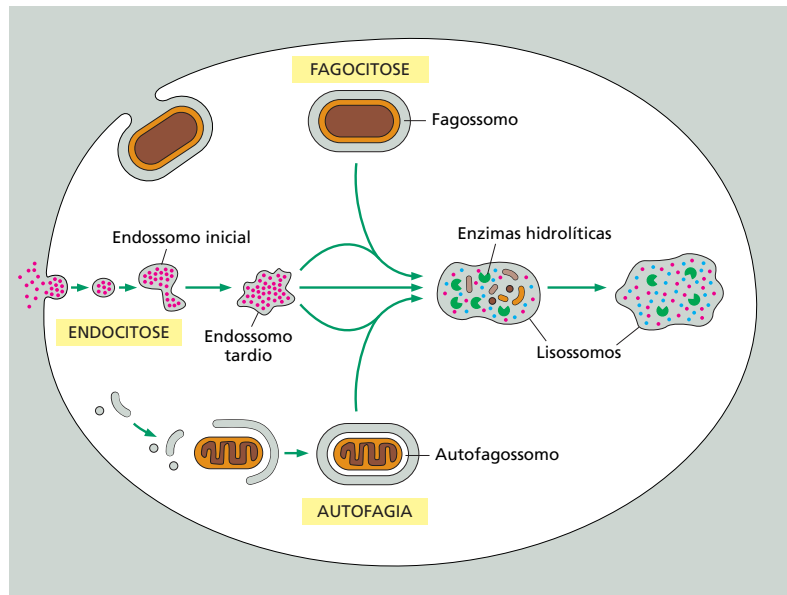 FAGOCITOSE
Fagossomo
Endossomo inicial
Enzimas hidrolíticas
ENDOCITOSE
Endossomo
tardio
Lisossomos
Autofagossomo
AUTOFAGIA